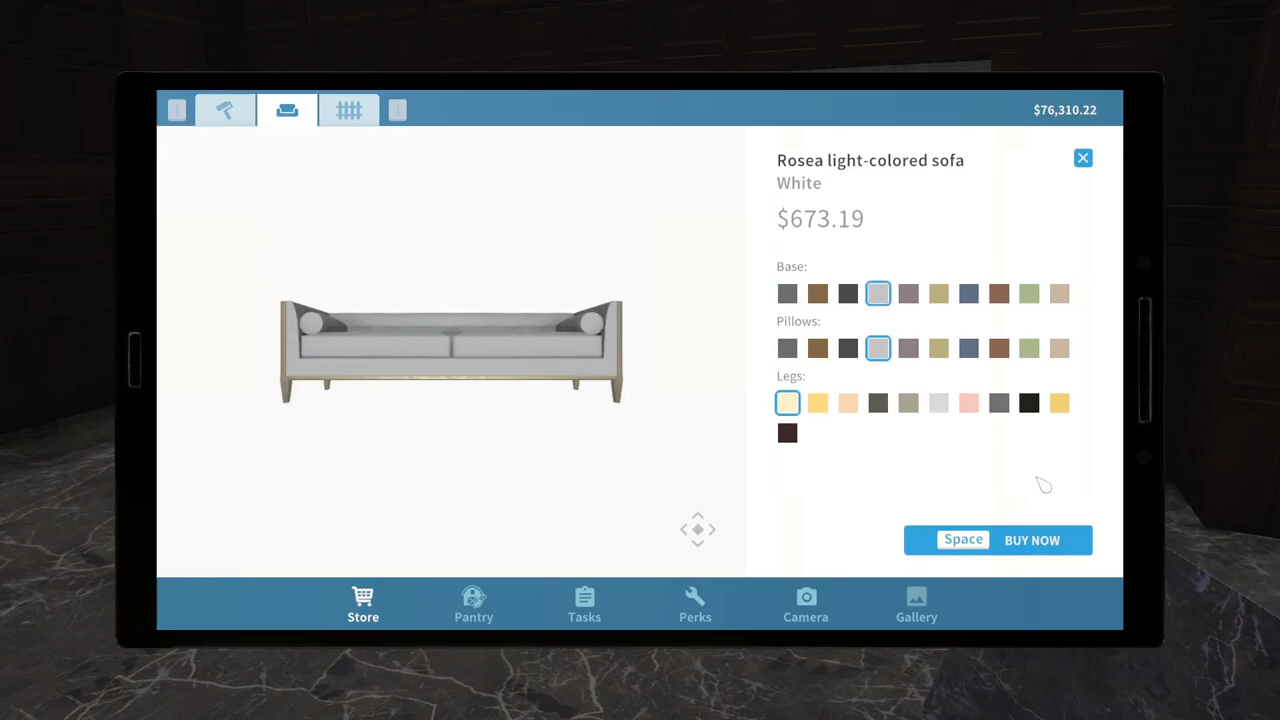 $76,310.22
Rosea light-colored sofa
White
$673.19
Base:
Pillows:
Legs:
Space BUY NOW
Store
Pantry
Tasks
Perks
Camera
Gallery